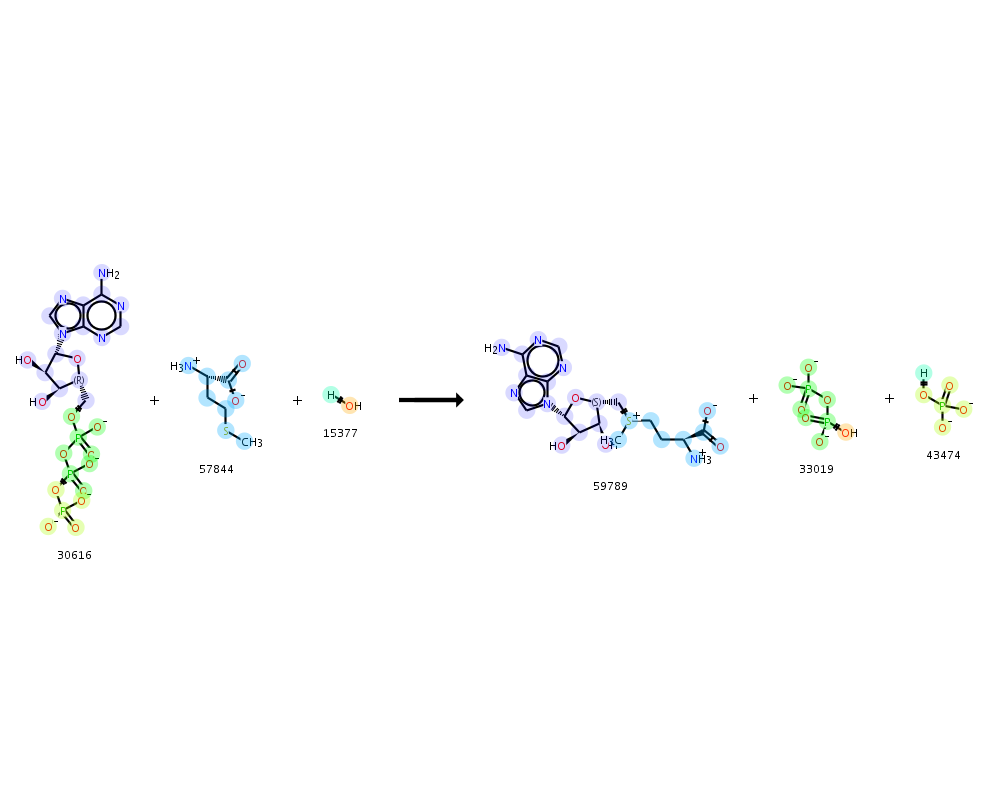 NH2
N
N
N
N
HO
O
(R)
HO
O
O-
P
O
O
O-
P
O
O
O-
P
O-
O
30616
+
H3N+
O
O-
S
CH3
57844
+
H
OH
15377
H2N
N
N
N
N
O
(S)
HO
OH
H3C
S+
O-
O
NH3+
59789
+
O-
O-
P
O
O
O
P
OH
O-
33019
+
H
O
O
P
O-
O-
43474